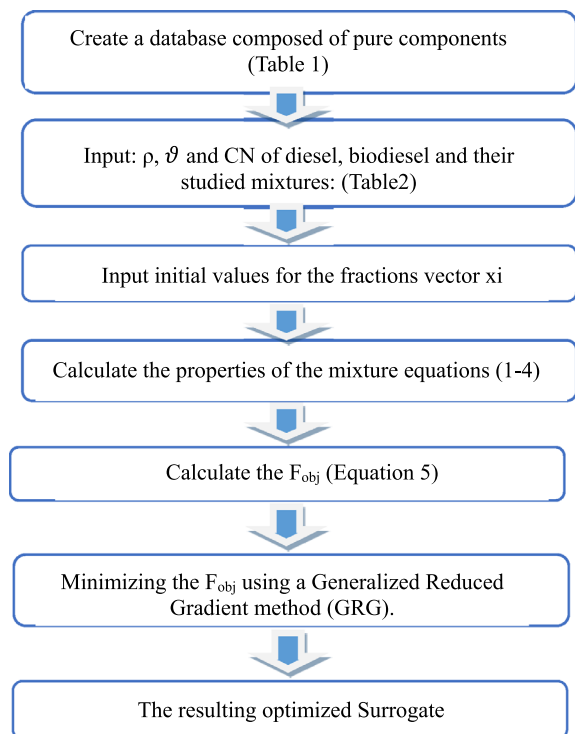 Create a database composed of pure components
(Table 1)
Input: ρ, ϑ and CN of diesel, biodiesel and their
studied mixtures: (Table2)
Input initial values for the fractions vector xi
Calculate the properties of the mixture equations (1-4)
Calculate the Fobj (Equation 5)
Minimizing the Fobj using a Generalized Reduced
Gradient method (GRG).
The resulting optimized Surrogate